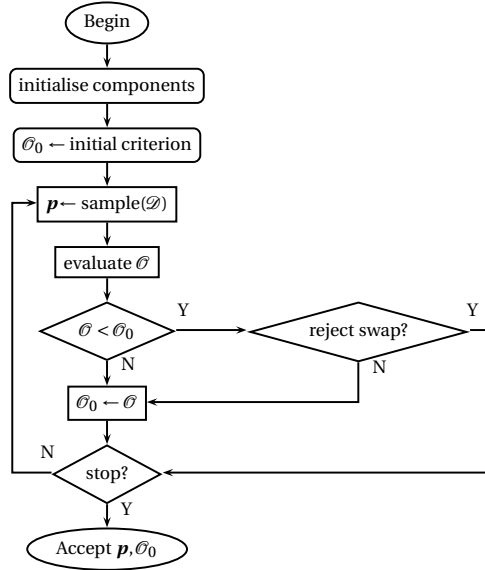 Begin
initialise components
𝒪₀ ← initial criterion
𝒑 ← sample(𝒟)
evaluate 𝒪
𝒪 < 𝒪₀
Y
reject swap?
Y
N
N
𝒪₀ ← 𝒪
N
stop?
Y
Accept 𝒑,𝒪₀